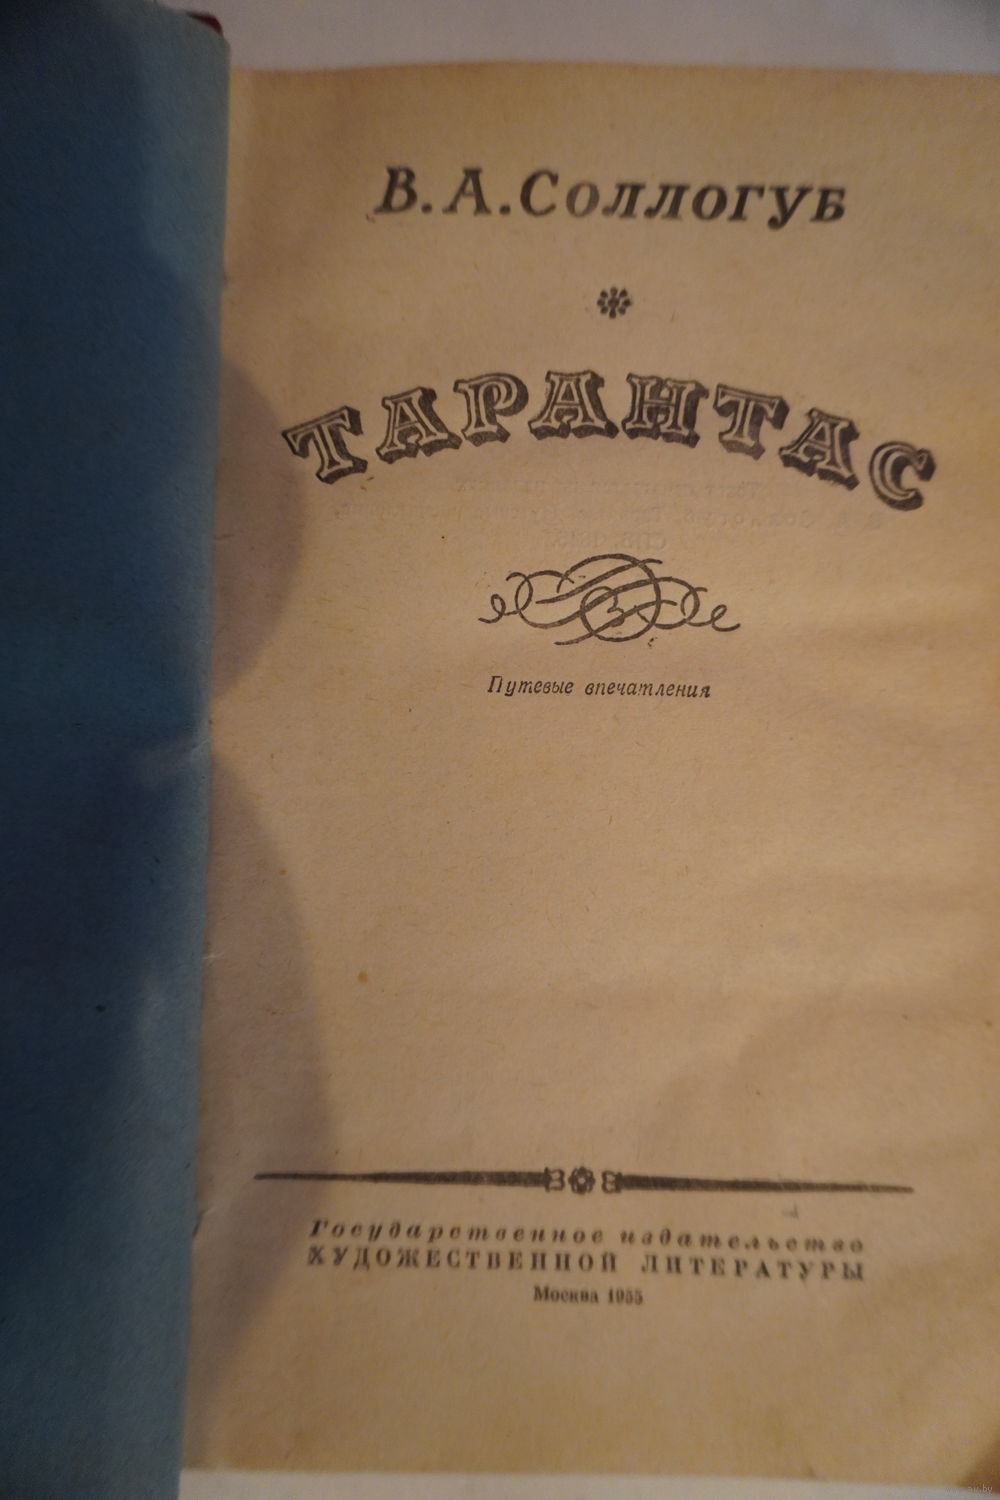 В. А. Соллогуб
ТАРАНТАС
Путевые впечатления
Государственное издательство
ХУДОЖЕСТВЕННОЙ ЛИТЕРАТУРЫ
Москва 1955